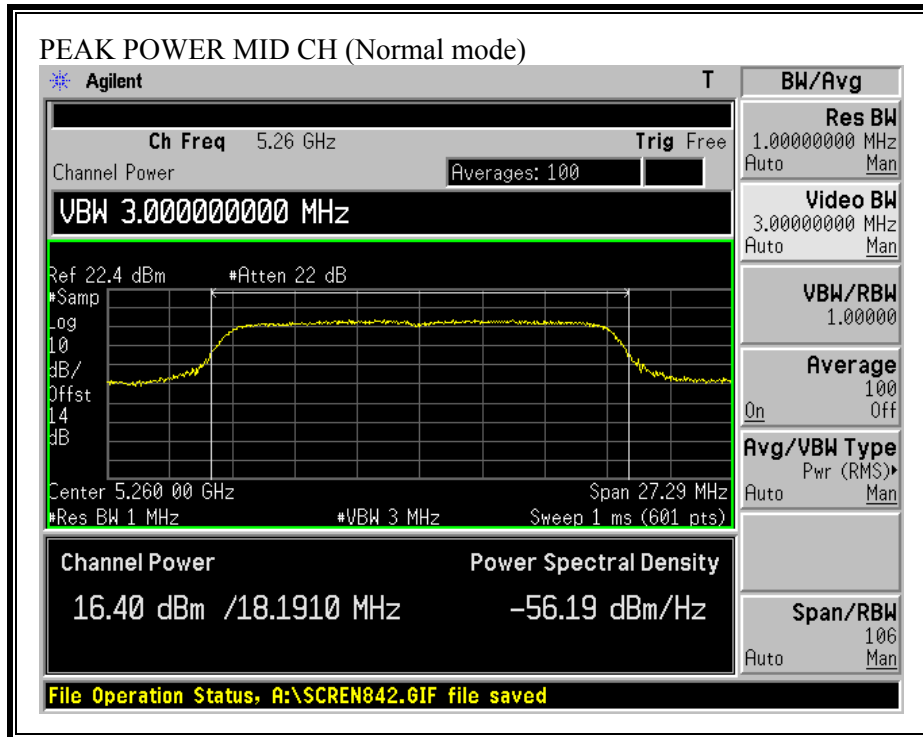 PEAK POWER MID CH (Normal mode)
Agilent T
Ch Freq 5.26 GHz Trig Free
Channel Power Averages: 100
VBW 3.000000000 MHz
Ref 22.4 dBm #Atten 22 dB
#Samp
Log
10
dB/
Offst
14
dB
Center 5.260 00 GHz Span 27.29 MHz
#Res BW 1 MHz #VBW 3 MHz Sweep 1 ms (601 pts)
Channel Power Power Spectral Density
16.40 dBm /18.1910 MHz -56.19 dBm/Hz
File Operation Status, A:\SCREN842.GIF file saved
BW/Avg
Res BW
1.00000000 MHz
Auto Man
Video BW
3.00000000 MHz
Auto Man
VBW/RBW
1.00000
Average
100
On Off
Avg/VBW Type
Pwr (RMS)▸
Auto Man
Span/RBW
106
Auto Man